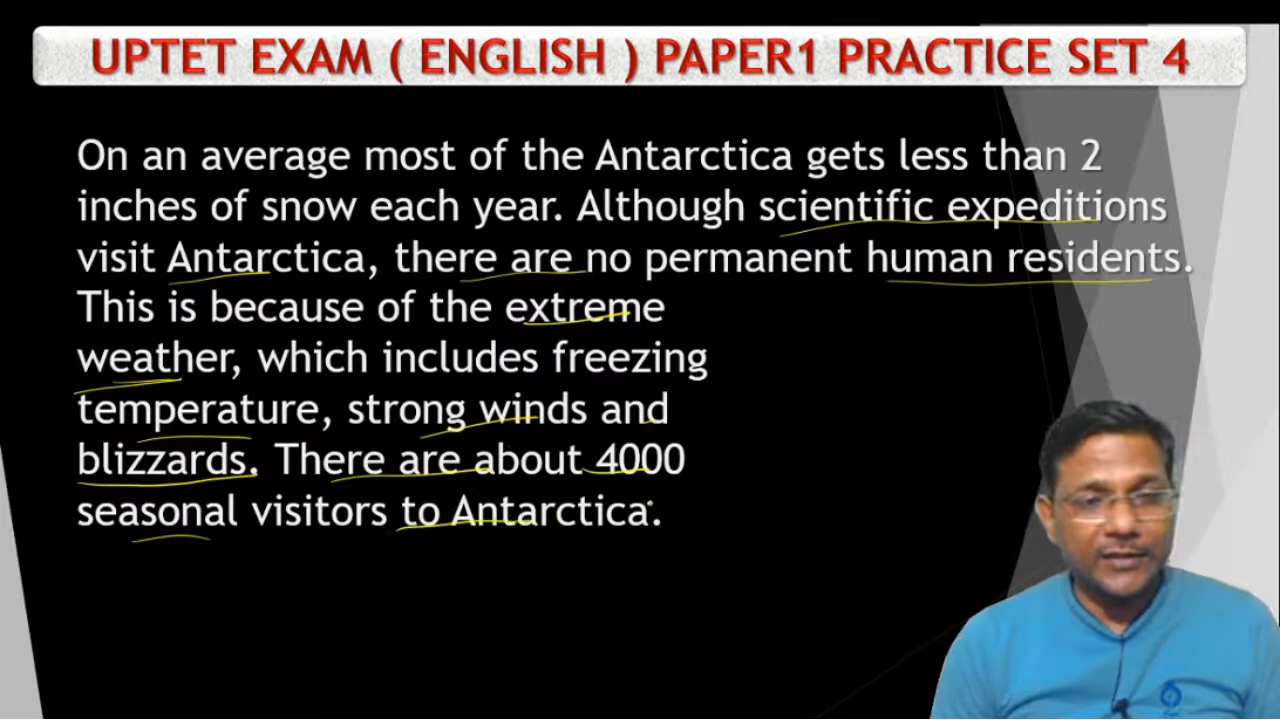 UPTET EXAM ( ENGLISH ) PAPER1 PRACTICE SET 4
On an average most of the Antarctica gets less than 2
inches of snow each year. Although scientific expeditions
visit Antarctica, there are no permanent human residents.
This is because of the extreme
weather, which includes freezing
temperature, strong winds and
blizzards. There are about 4000
seasonal visitors to Antarctica.